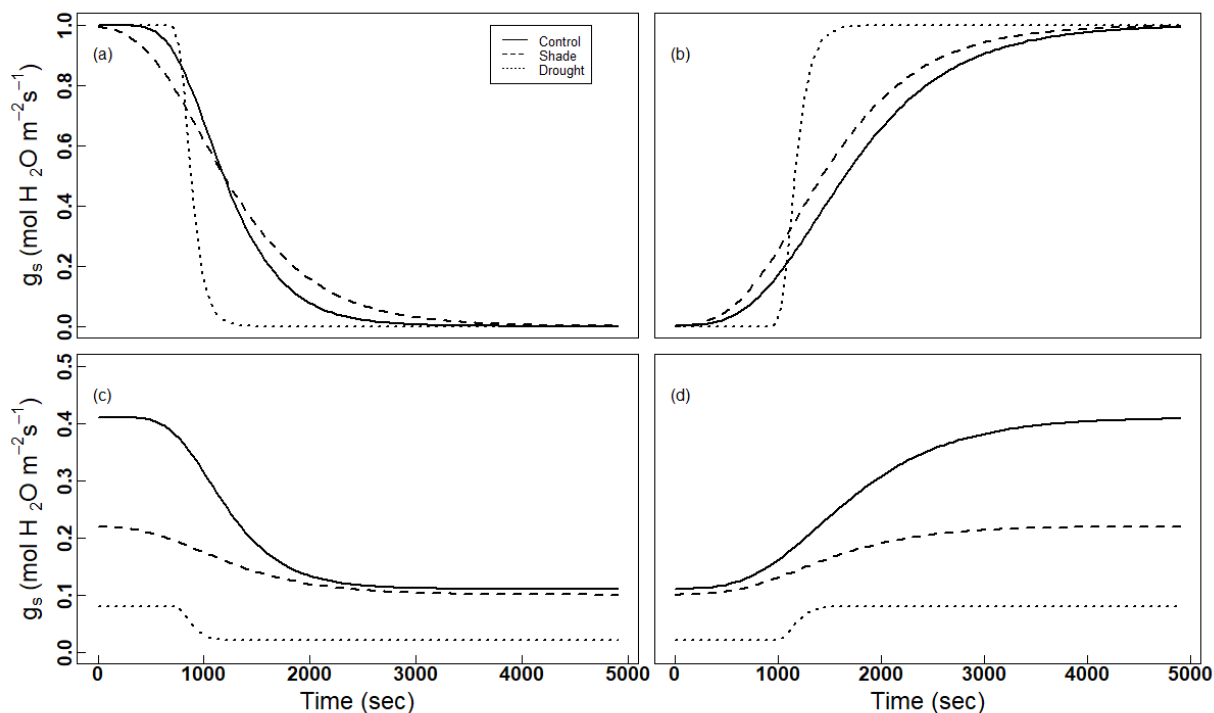 (a)
Control
Shade
Drought
(b)
g_s (mol H ₂O m⁻²s⁻¹)
1.0
0.8
0.6
0.4
0.2
0.0
(c)
(d)
g_s (mol H ₂O m⁻²s⁻¹)
0.5
0.4
0.3
0.2
0.1
0.0
0 1000 2000 3000 4000 5000
0 1000 2000 3000 4000 5000
Time (sec)
Time (sec)